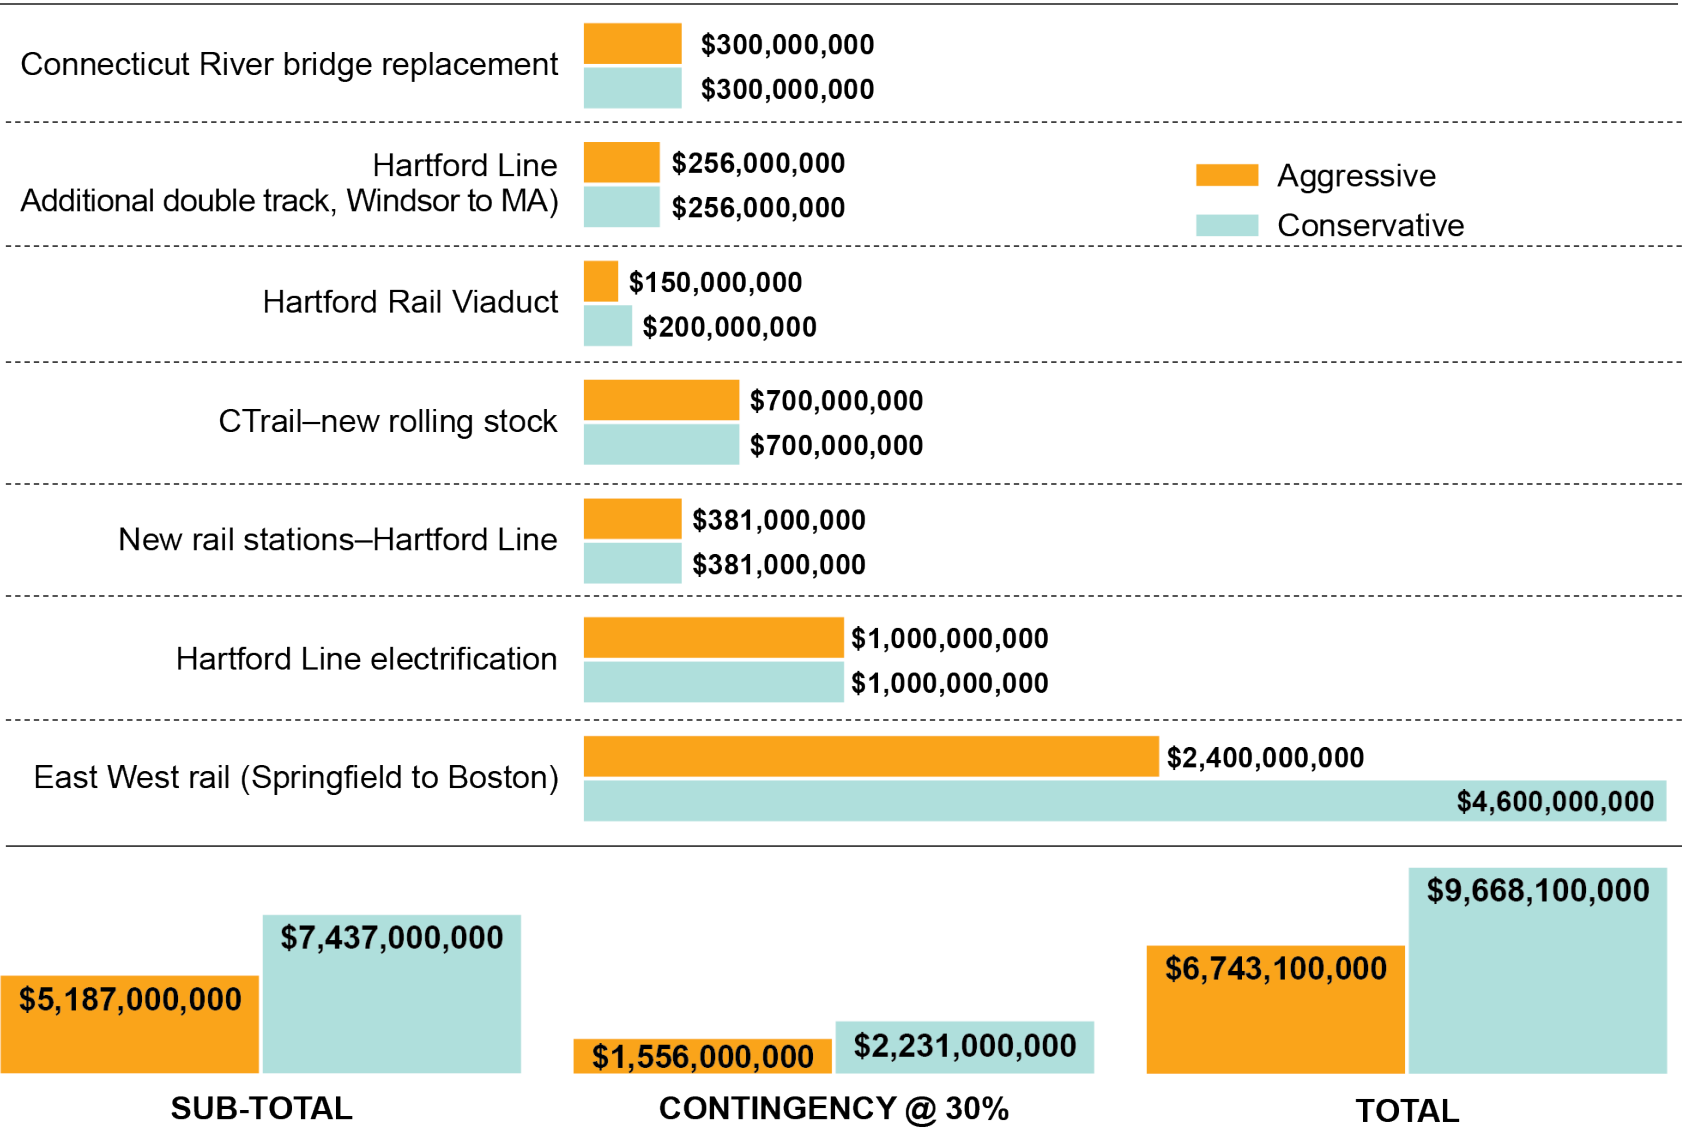 Connecticut River bridge replacement
$300,000,000
$300,000,000
Hartford Line
Additional double track, Windsor to MA)
$256,000,000
$256,000,000
Aggressive
Conservative
Hartford Rail Viaduct
$150,000,000
$200,000,000
CTrail–new rolling stock
$700,000,000
$700,000,000
New rail stations–Hartford Line
$381,000,000
$381,000,000
Hartford Line electrification
$1,000,000,000
$1,000,000,000
East West rail (Springfield to Boston)
$2,400,000,000
$4,600,000,000
$5,187,000,000
$7,437,000,000
SUB-TOTAL
$1,556,000,000
$2,231,000,000
CONTINGENCY @ 30%
$6,743,100,000
$9,668,100,000
TOTAL